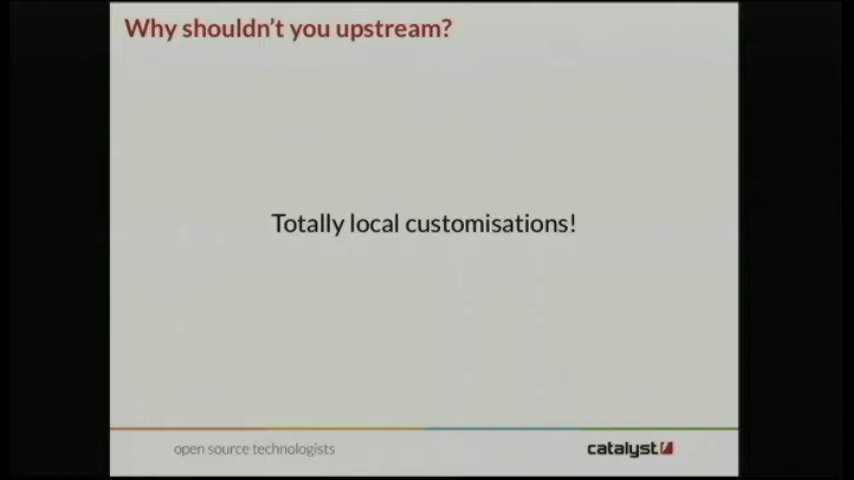 Why shouldn't you upstream?
Totally local customisations!
open source technologists
catalyst